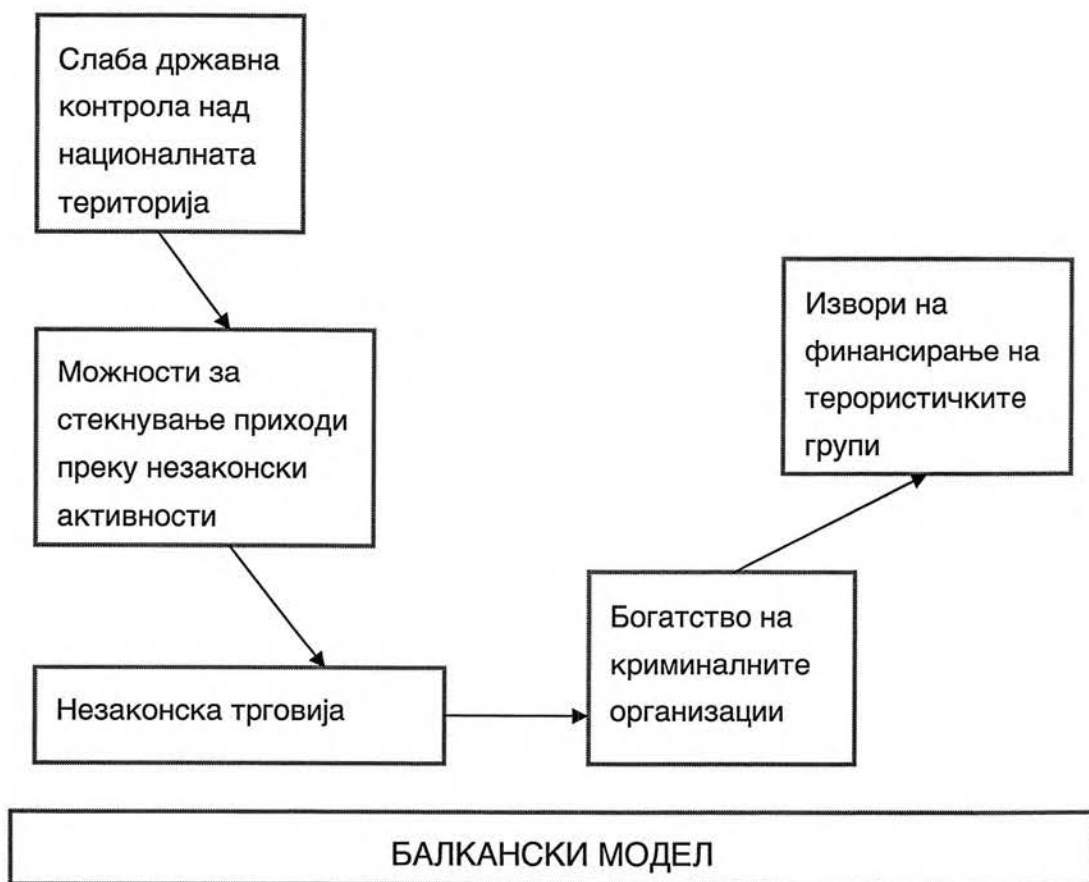 Слаба државна
контрола над
националната
територија
Можности за
стекнување приходи
преку незаконски
активности
Незаконска трговија
Богатство на
криминалните
организации
Извори на
финансирање на
терористичките
групи
БАЛКАНСКИ МОДЕЛ